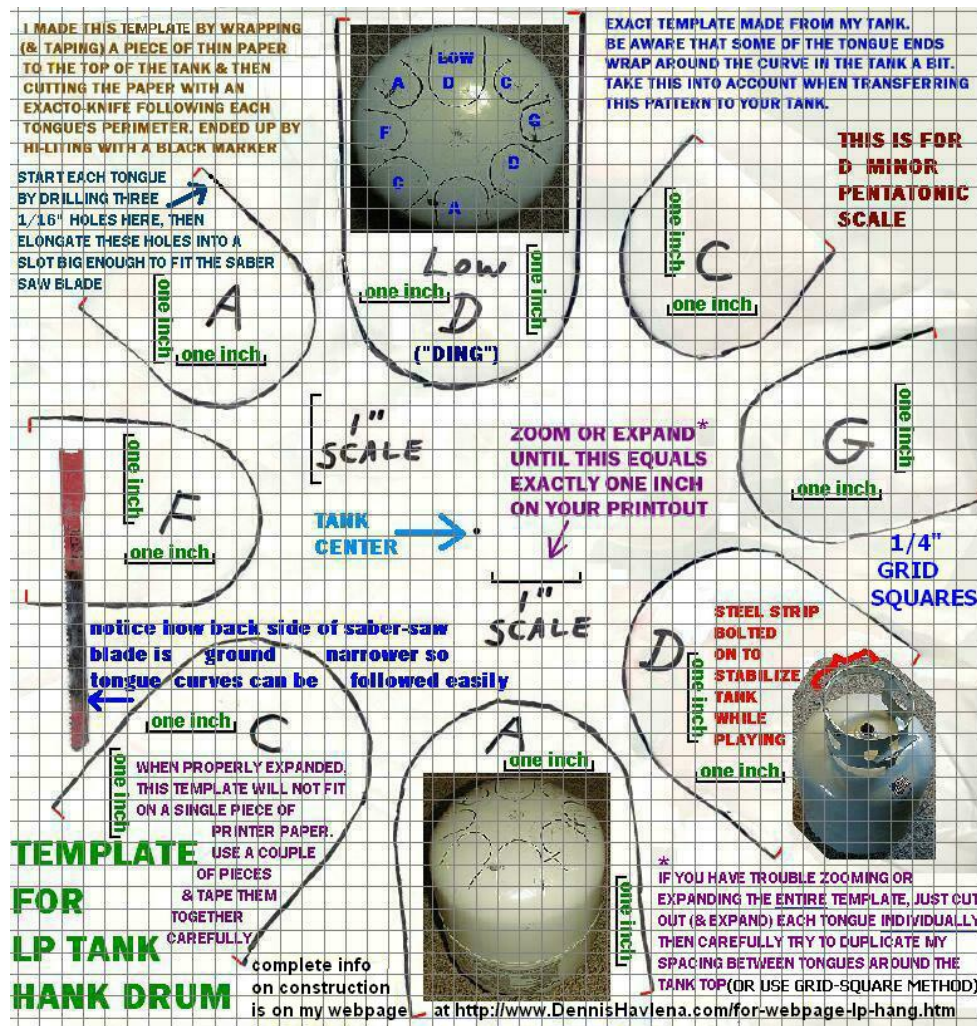 I MADE THIS TEMPLATE BY WRAPPING
(& TAPING) A PIECE OF THIN PAPER
TO THE TOP OF THE TANK & THEN
CUTTING THE PAPER WITH AN
EXACTO-KNIFE FOLLOWING EACH
TONGUE'S PERIMETER. ENDED UP BY
HI-LITING WITH A BLACK MARKER
EXACT TEMPLATE MADE FROM MY TANK.
BE AWARE THAT SOME OF THE TONGUE ENDS
WRAP AROUND THE CURVE IN THE TANK A BIT.
TAKE THIS INTO ACCOUNT WHEN TRANSFERRING
THIS PATTERN TO YOUR TANK.
LOW
A D C
F G
C D
A
THIS IS FOR
D MINOR
PENTATONIC
SCALE
START EACH TONGUE
BY DRILLING THREE
1/16" HOLES HERE, THEN
ELONGATE THESE HOLES INTO A
SLOT BIG ENOUGH TO FIT THE SABER
SAW BLADE
one inch
A
one inch
Low
one inch
one inch
D
("DING")
one inch
C
one inch
one inch
G
one inch
1"
SCALE
one inch
F
one inch
ZOOM OR EXPAND*
UNTIL THIS EQUALS
EXACTLY ONE INCH
ON YOUR PRINTOUT
TANK
CENTER
1/4"
GRID
SQUARES
1"
SCALE
notice how back side of saber-saw
blade is ground narrower so
tongue curves can be followed easily
D
one inch
one inch
STEEL STRIP
BOLTED
ON TO
STABILIZE
TANK
WHILE
PLAYING
one inch
C
one inch
A
one inch
one inch
WHEN PROPERLY EXPANDED,
THIS TEMPLATE WILL NOT FIT
ON A SINGLE PIECE OF
PRINTER PAPER.
USE A COUPLE
OF PIECES
& TAPE THEM
TOGETHER
CAREFULLY
TEMPLATE
FOR
LP TANK
HANK DRUM
*
IF YOU HAVE TROUBLE ZOOMING OR
EXPANDING THE ENTIRE TEMPLATE, JUST CUT
OUT (& EXPAND) EACH TONGUE INDIVIDUALLY
THEN CAREFULLY TRY TO DUPLICATE MY
SPACING BETWEEN TONGUES AROUND THE
TANK TOP(OR USE GRID-SQUARE METHOD)
complete info
on construction
is on my webpage at http://www.DennisHavlena.com/for-webpage-lp-hang.htm